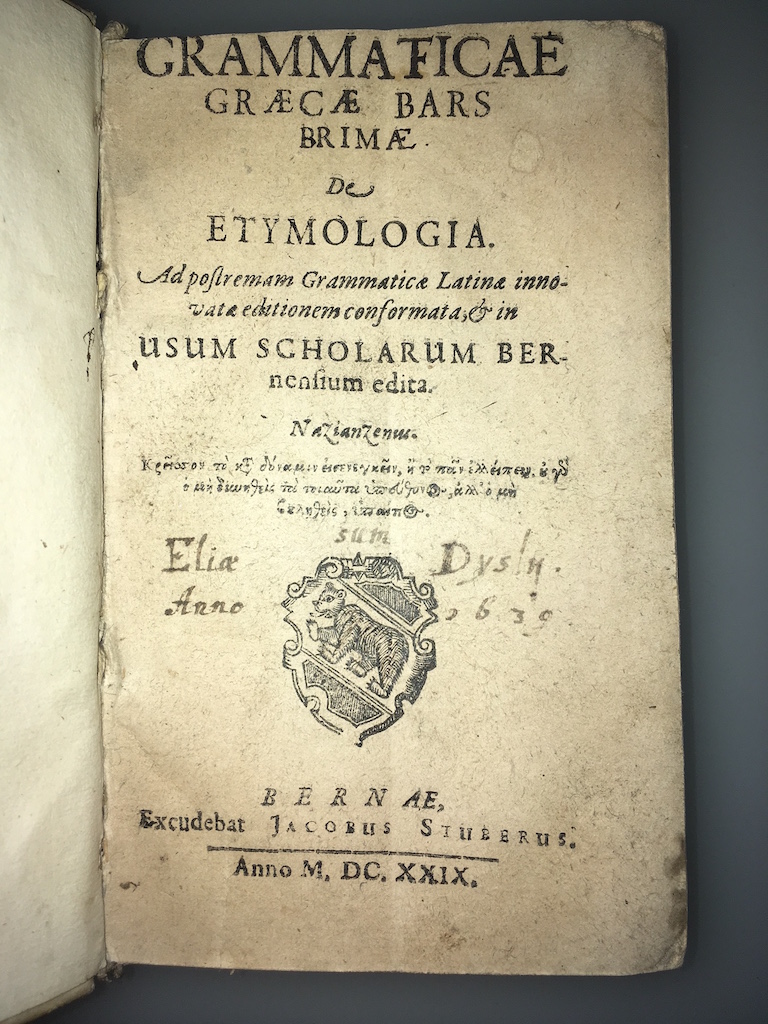 GRAMMATICAE
GRÆCÆ BARS
BRIMÆ.
De
ETYMOLOGIA.
Ad postremam Grammaticæ Latinæ inno-
vatæ editionem conformata, & in
USUM SCHOLARUM BER-
nensium edita.
Nazianzenus.
sum
Eliæ
Anno 1639
BERNAE,
Excudebat JACOBUS STUBERUS.
Anno M. DC. XXIX.